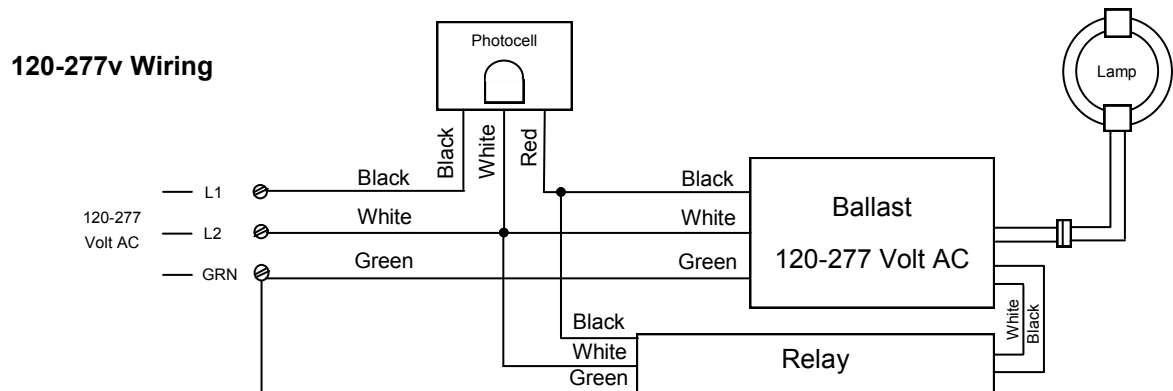 120-277v Wiring
Photocell
Lamp
Black
White
Red
L1
Black
Black
120-277
Volt AC
L2
White
White
Ballast
120-277 Volt AC
GRN
Green
Green
White
Black
Black
White
Green
Relay